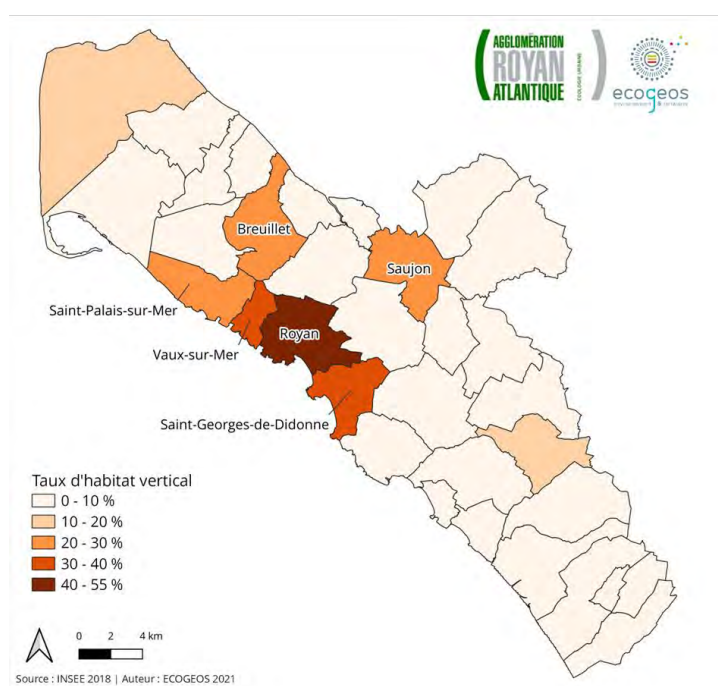 AGGLOMÉRATION
ROYAN
ATLANTIQUE
ecogeos
Breuillet
Saujon
Saint-Palais-sur-Mer
Royan
Vaux-sur-Mer
Saint-Georges-de-Didonne
Taux d'habitat vertical
0 - 10 %
10 - 20 %
20 - 30 %
30 - 40 %
40 - 55 %
0 2 4 km
Source : INSEE 2018 | Auteur : ECOGEOS 2021